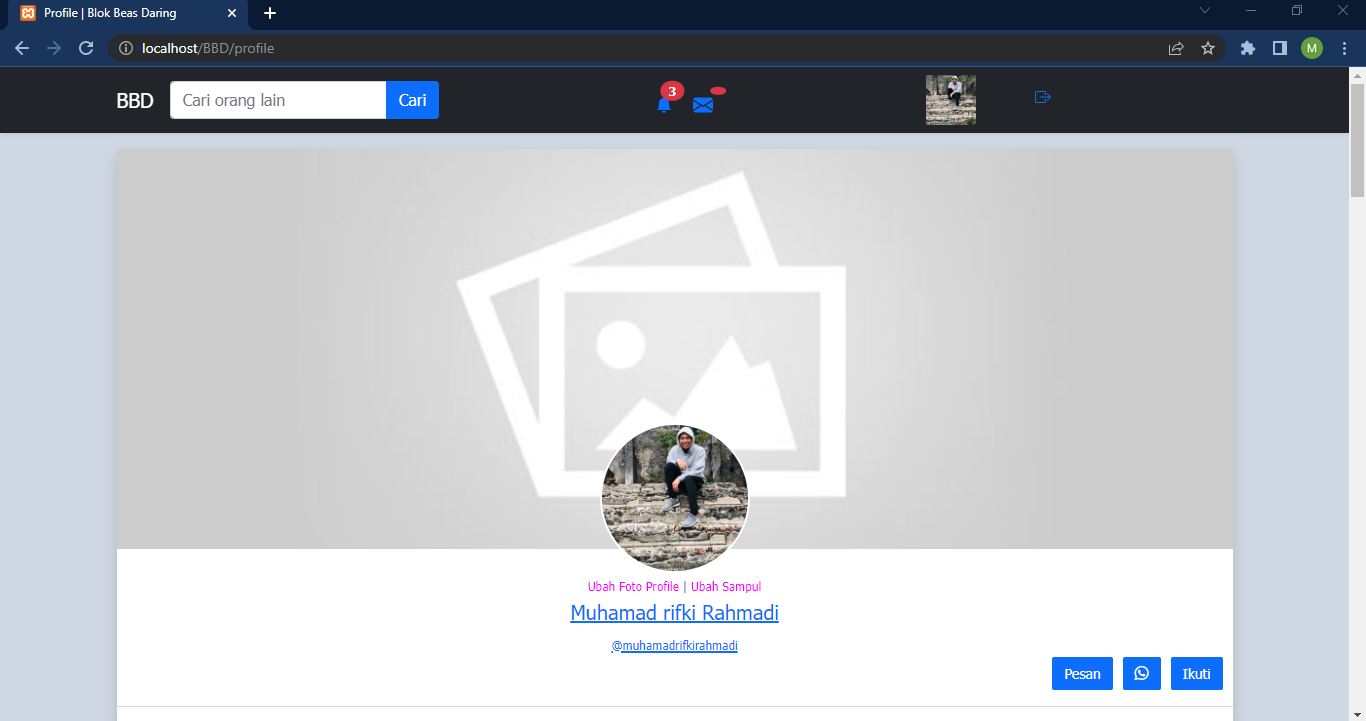 Profile | Blok Beas Daring
localhost/BBD/profile
M
BBD
Cari orang lain
Cari
3
Ubah Foto Profile | Ubah Sampul
Muhamad rifki Rahmadi
@muhamadrifkirahmadi
Pesan
Ikuti